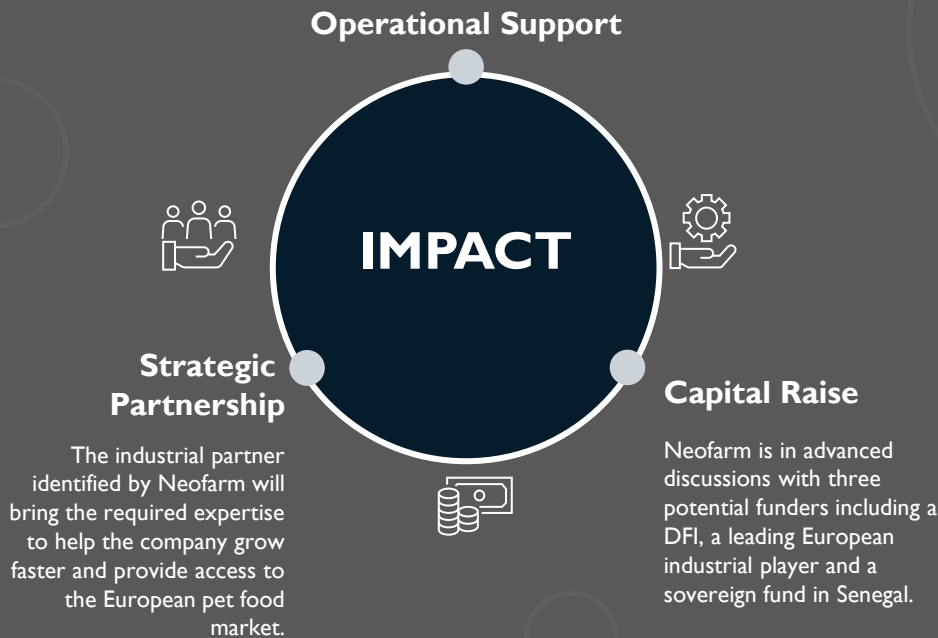 Operational Support
IMPACT
Strategic
Partnership
The industrial partner
identified by Neofarm will
bring the required expertise
to help the company grow
faster and provide access to
the European pet food
market.
Capital Raise
Neofarm is in advanced
discussions with three
potential funders including a
DFI, a leading European
industrial player and a
sovereign fund in Senegal.